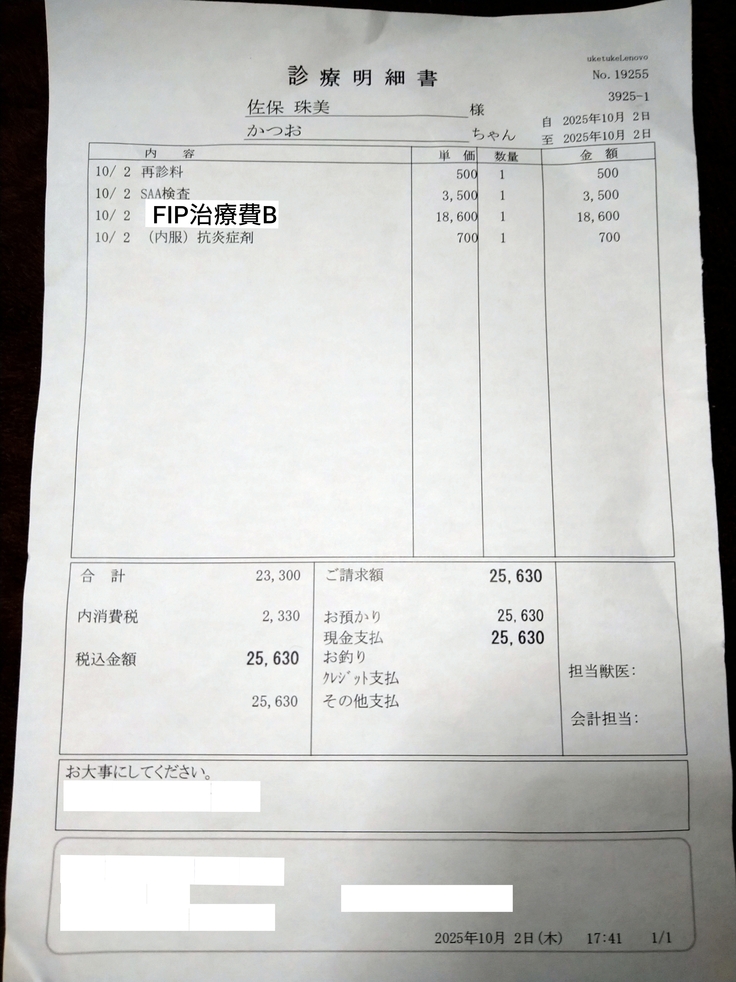 uketukeLenovo
診療明細書
No.19255
3925-1
佐保 珠美 様
自 2025年10月 2日
かつお ちゃん
至 2025年10月 2日
内 容 単 価 数量 金 額
10/ 2 再診料 500 1 500
10/ 2 SAA検査 3,500 1 3,500
10/ 2 FIP治療費B 18,600 1 18,600
10/ 2 （内服）抗炎症剤 700 1 700
合 計 23,300 ご請求額 25,630
内消費税 2,330 お預かり 25,630
現金支払 25,630
税込金額 25,630 お釣り
ｸﾚｼﾞｯﾄ支払
担当獣医:
25,630 その他支払
会計担当:
お大事にしてください。
2025年10月 2日(木) 17:41 1/1